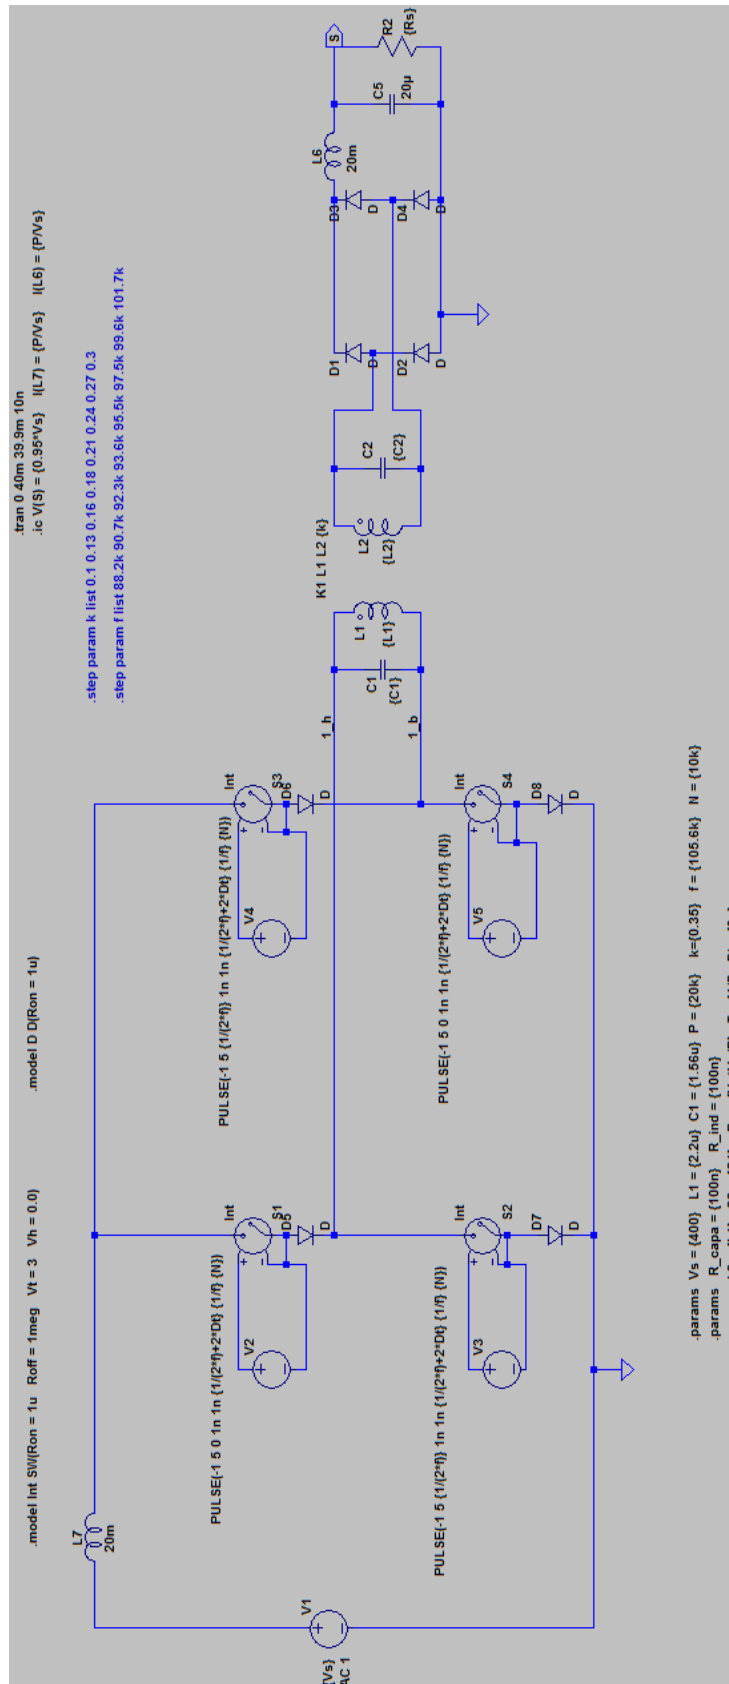 .model Int SW(Ron = 1u   Roff = 1meg   Vt = 3   Vh = 0.0)
.model D D(Ron = 1u)
.tran 0 40m 39.9m 10n
.ic V(S) = {0.95*Vs}   I(L7) = {P/Vs}   I(L6) = {P/Vs}
.step param k list 0.1 0.13 0.16 0.18 0.21 0.24 0.27 0.3
.step param f list 88.2k 90.7k 92.3k 93.6k 95.5k 97.5k 99.6k 101.7k
L7
20m
V1
{Vs}
AC 1
V2
PULSE(-1 5 0 1n 1n {1/(2*f)+2*Dt} {1/f} {N})
Int
S1
D5
D
V4
PULSE(-1 5 {1/(2*f)} 1n 1n {1/(2*f)+2*Dt} {1/f} {N})
Int
S3
D6
D
V3
PULSE(-1 5 {1/(2*f)} 1n 1n {1/(2*f)+2*Dt} {1/f} {N})
Int
S2
D7
D
V5
PULSE(-1 5 0 1n 1n {1/(2*f)+2*Dt} {1/f} {N})
Int
S4
D8
D
1_h
1_b
C1
{C1}
L1
{L1}
K1 L1 L2 {k}
L2
{L2}
C2
{C2}
D1
D
D2
D
D3
D
D4
D
L6
20m
C5
20µ
R2
{Rs}
S
.params  Vs = {400}   L1 = {2.2u}  C1 = {1.56u}  P = {20k}   k={0.35}   f = {105.6k}   N = {10k}
.params   R_capa = {100n}    R_ind = {100n}